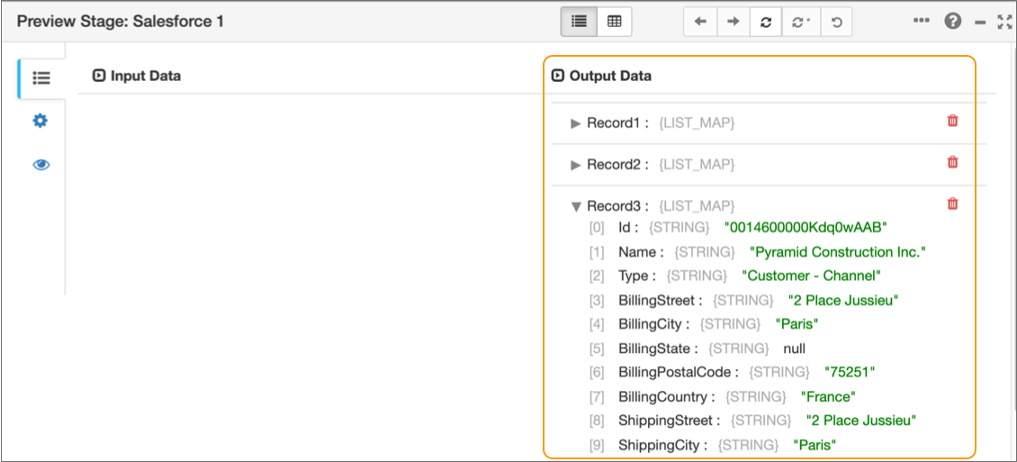 Preview Stage: Salesforce 1
Input Data
Output Data
Record1 : {LIST_MAP}
Record2 : {LIST_MAP}
Record3 : {LIST_MAP}
[0] Id : {STRING} "0014600000Kdq0wAAB"
[1] Name : {STRING} "Pyramid Construction Inc."
[2] Type : {STRING} "Customer - Channel"
[3] BillingStreet : {STRING} "2 Place Jussieu"
[4] BillingCity : {STRING} "Paris"
[5] BillingState : {STRING} null
[6] BillingPostalCode : {STRING} "75251"
[7] BillingCountry : {STRING} "France"
[8] ShippingStreet : {STRING} "2 Place Jussieu"
[9] ShippingCity : {STRING} "Paris"